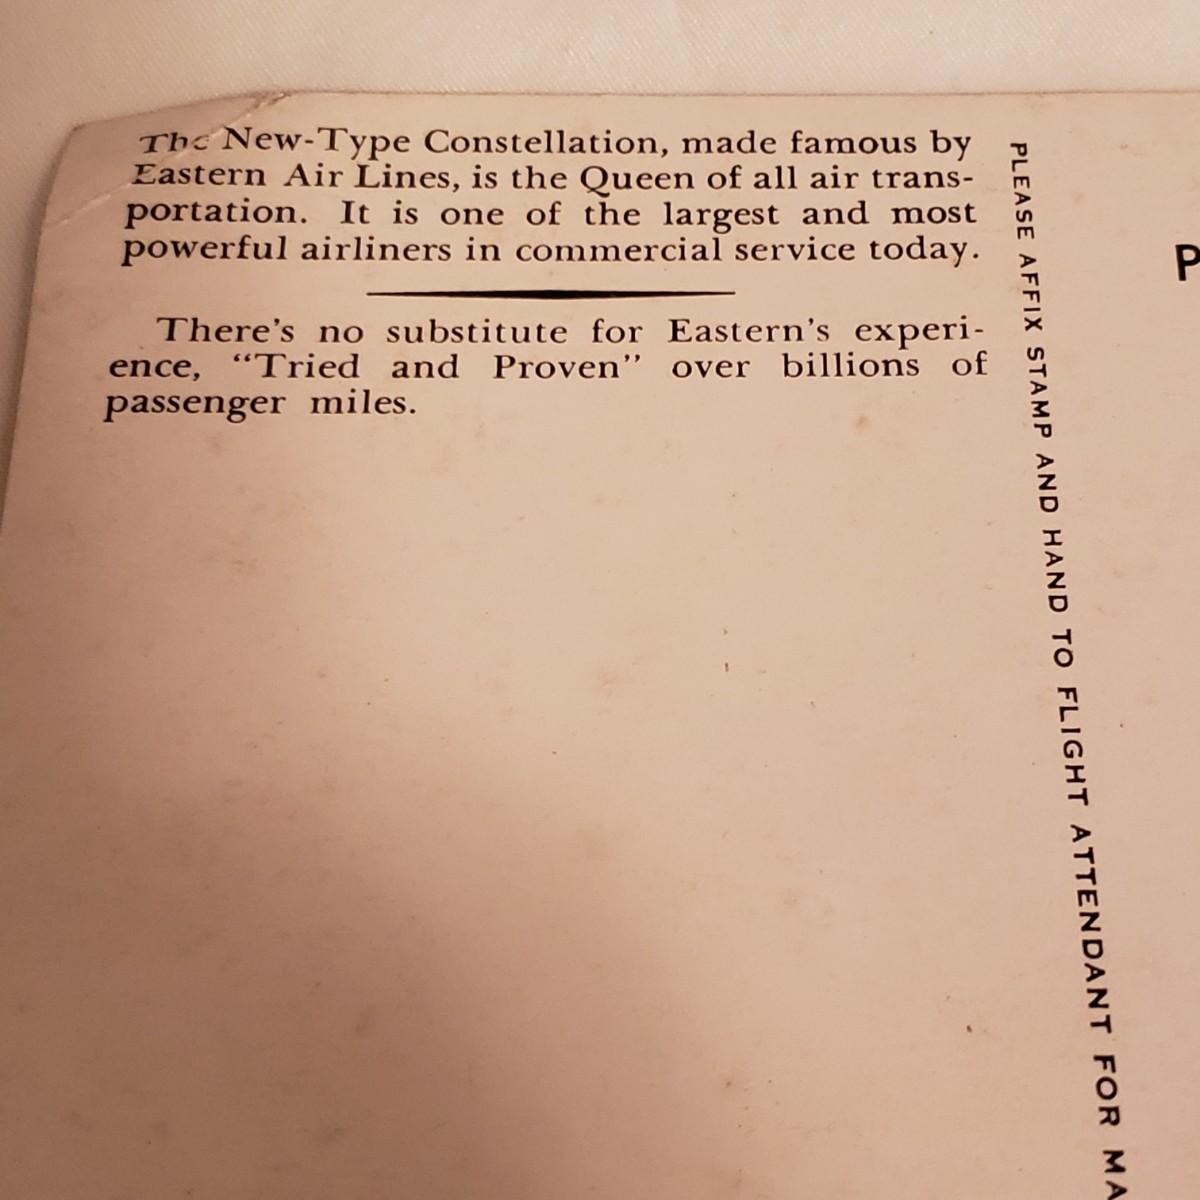 The New-Type Constellation, made famous by
Eastern Air Lines, is the Queen of all air trans-
portation. It is one of the largest and most
powerful airliners in commercial service today.
There's no substitute for Eastern's experi-
ence, "Tried and Proven" over billions of
passenger miles.
PLEASE AFFIX STAMP AND HAND TO FLIGHT ATTENDANT FOR MA
P